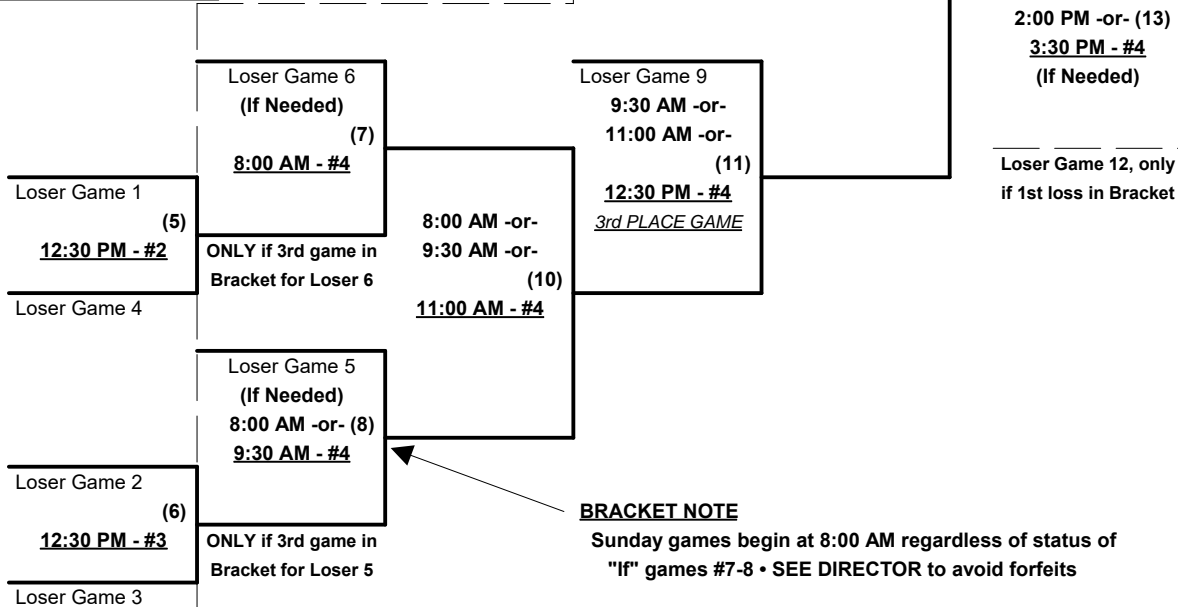 2:00 PM -or- (13)
3:30 PM - #4
(If Needed)
Loser Game 12, only
if 1st loss in Bracket
Loser Game 6
(If Needed)
(7)
8:00 AM - #4
Loser Game 9
9:30 AM -or-
11:00 AM -or-
(11)
12:30 PM - #4
3rd PLACE GAME
Loser Game 1
(5)
12:30 PM - #2
Loser Game 4
ONLY if 3rd game in
Bracket for Loser 6
8:00 AM -or-
9:30 AM -or-
(10)
11:00 AM - #4
Loser Game 5
(If Needed)
8:00 AM -or- (8)
9:30 AM - #4
Loser Game 2
(6)
12:30 PM - #3
Loser Game 3
ONLY if 3rd game in
Bracket for Loser 5
BRACKET NOTE
Sunday games begin at 8:00 AM regardless of status of
"If" games #7-8 • SEE DIRECTOR to avoid forfeits